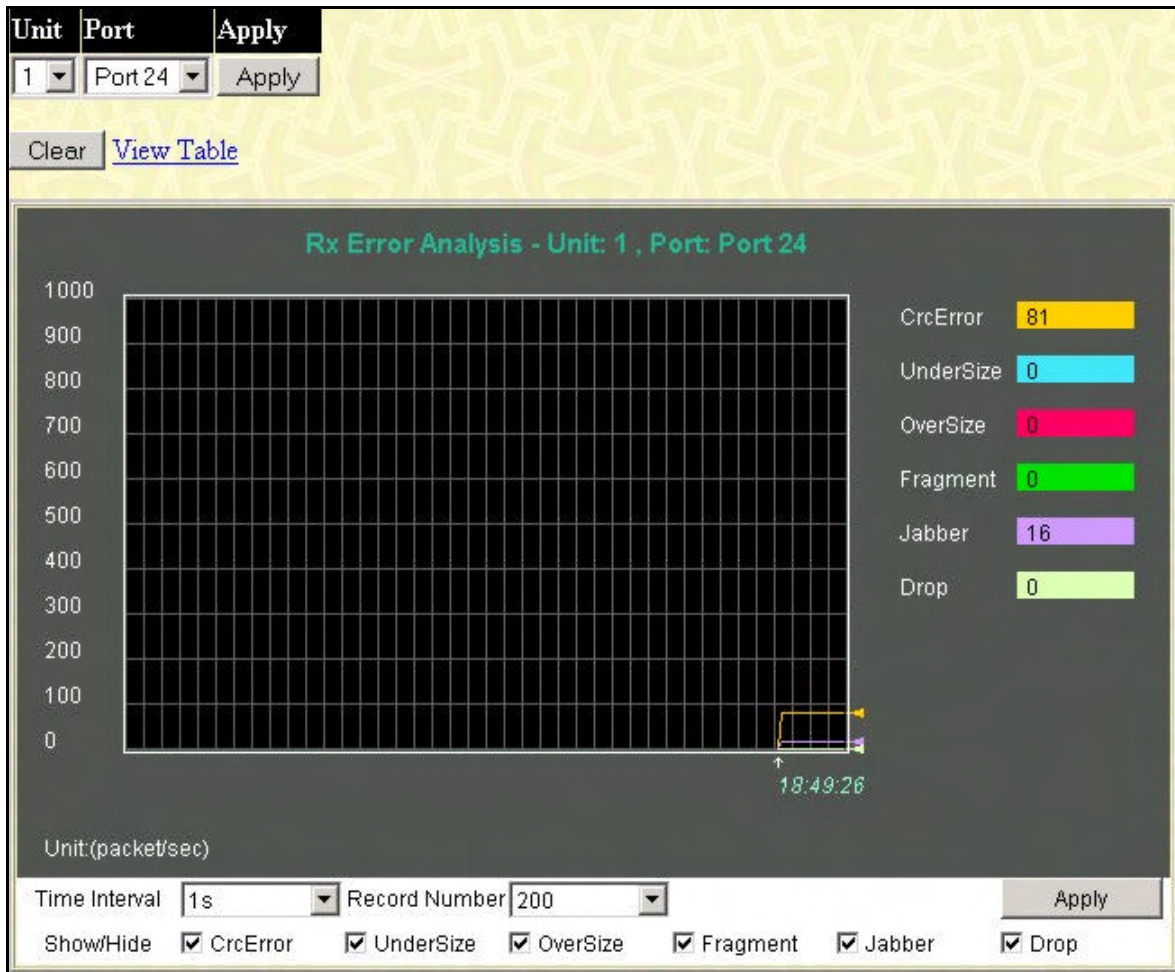 Unit Port Apply
1 Port 24 Apply
Clear View Table
Rx Error Analysis - Unit: 1 , Port: Port 24
1000
900
800
700
600
500
400
300
200
100
0
CrcError 81
UnderSize 0
OverSize 0
Fragment 0
Jabber 16
Drop 0
18:49:26
Unit:(packet/sec)
Time Interval 1s Record Number 200 Apply
Show/Hide CrcError UnderSize OverSize Fragment Jabber Drop